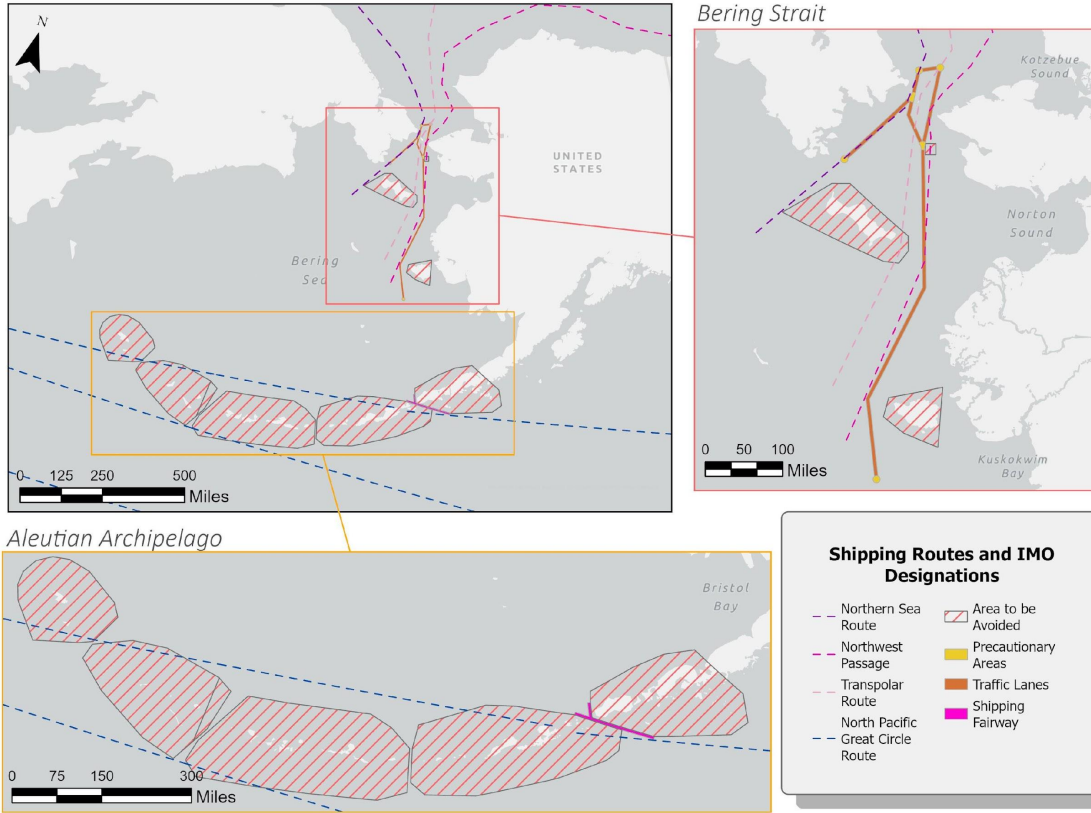 N
UNITED
STATES
Bering
Sea
0 125 250 500
Miles
Bering Strait
Kotzebue
Sound
Norton
Sound
Kuskokwim
Bay
0 50 100
Miles
Aleutian Archipelago
Bristol
Bay
0 75 150 300
Miles
Shipping Routes and IMO
Designations
Northern Sea
Route
Northwest
Passage
Transpolar
Route
North Pacific
Great Circle
Route
Area to be
Avoided
Precautionary
Areas
Traffic Lanes
Shipping
Fairway